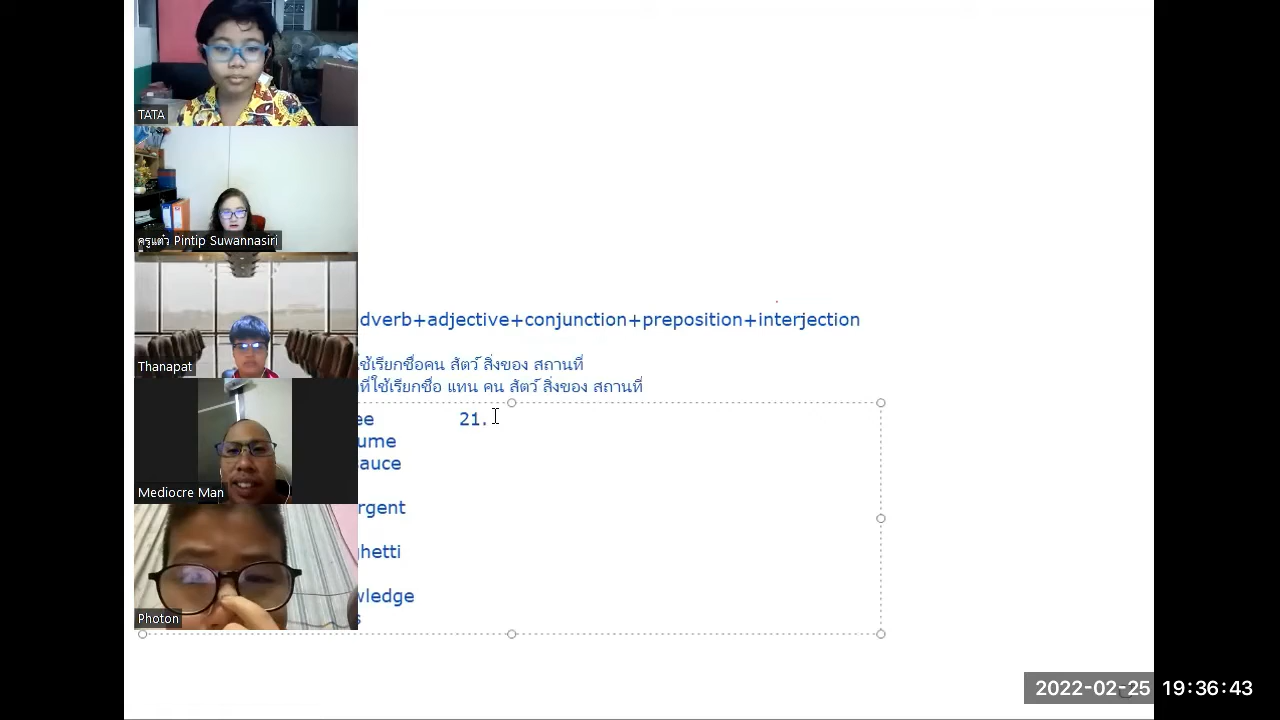 TATA
ครูแต๋ว Pintip Suwannasiri
Thanapat
Mediocre Man
Photon
dverb+adjective+conjunction+preposition+interjection
ใช้เรียกชื่อคน สัตว์ สิ่งของ สถานที่
ที่ใช้เรียกชื่อ แทน คน สัตว์ สิ่งของ สถานที่
ee 21.
ume
sauce
rgent
ghetti
wledge
s
2022-02-25 19:36:43